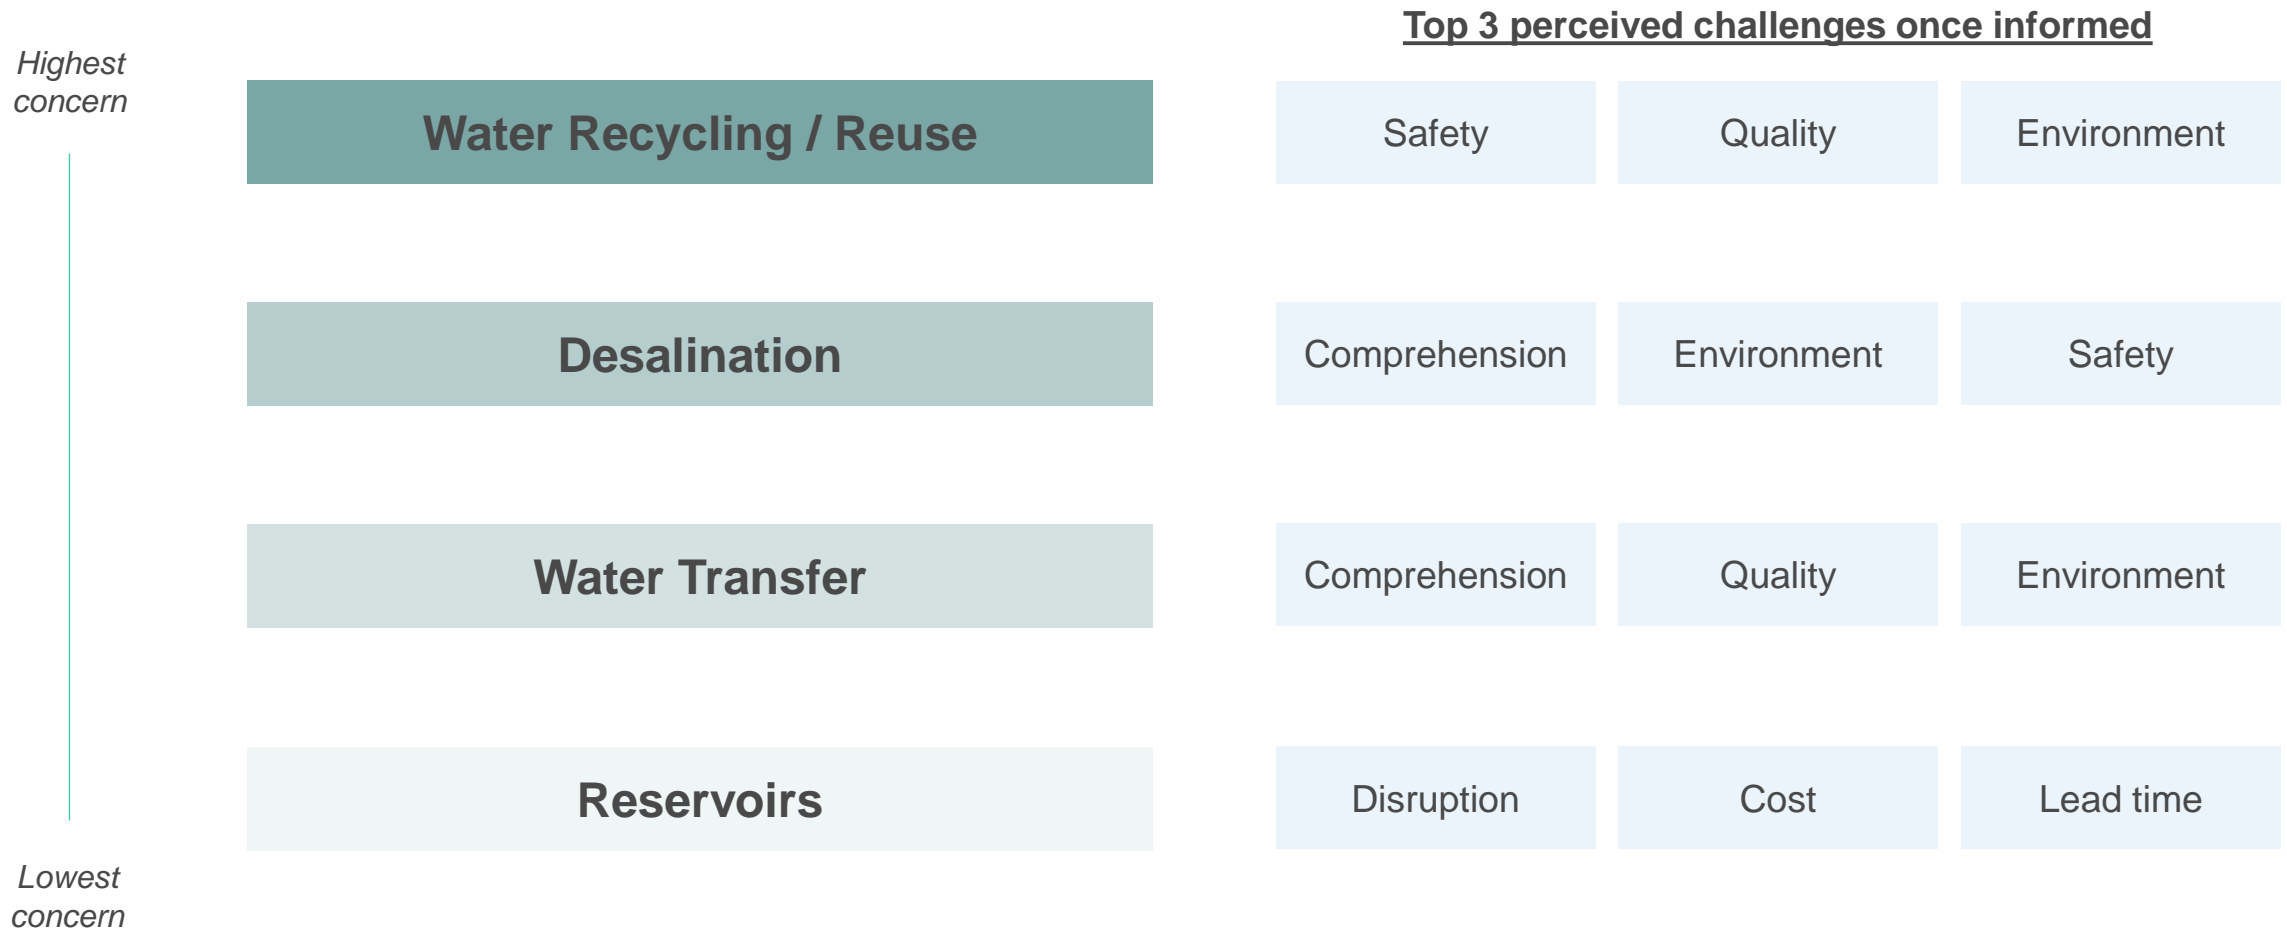 Top 3 perceived challenges once informed
Highest
concern
Water Recycling / Reuse
Safety
Quality
Environment
Desalination
Comprehension
Environment
Safety
Water Transfer
Comprehension
Quality
Environment
Reservoirs
Disruption
Cost
Lead time
Lowest
concern